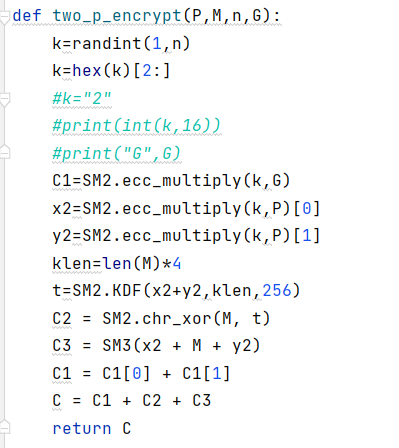 def two_p_encrypt(P,M,n,G):
    k=randint(1,n)
    k=hex(k)[2:]
    #k="2"
    #print(int(k,16))
    #print("G",G)
    C1=SM2.ecc_multiply(k,G)
    x2=SM2.ecc_multiply(k,P)[0]
    y2=SM2.ecc_multiply(k,P)[1]
    klen=len(M)*4
    t=SM2.KDF(x2+y2,klen,256)
    C2 = SM2.chr_xor(M, t)
    C3 = SM3(x2 + M + y2)
    C1 = C1[0] + C1[1]
    C = C1 + C2 + C3
    return C